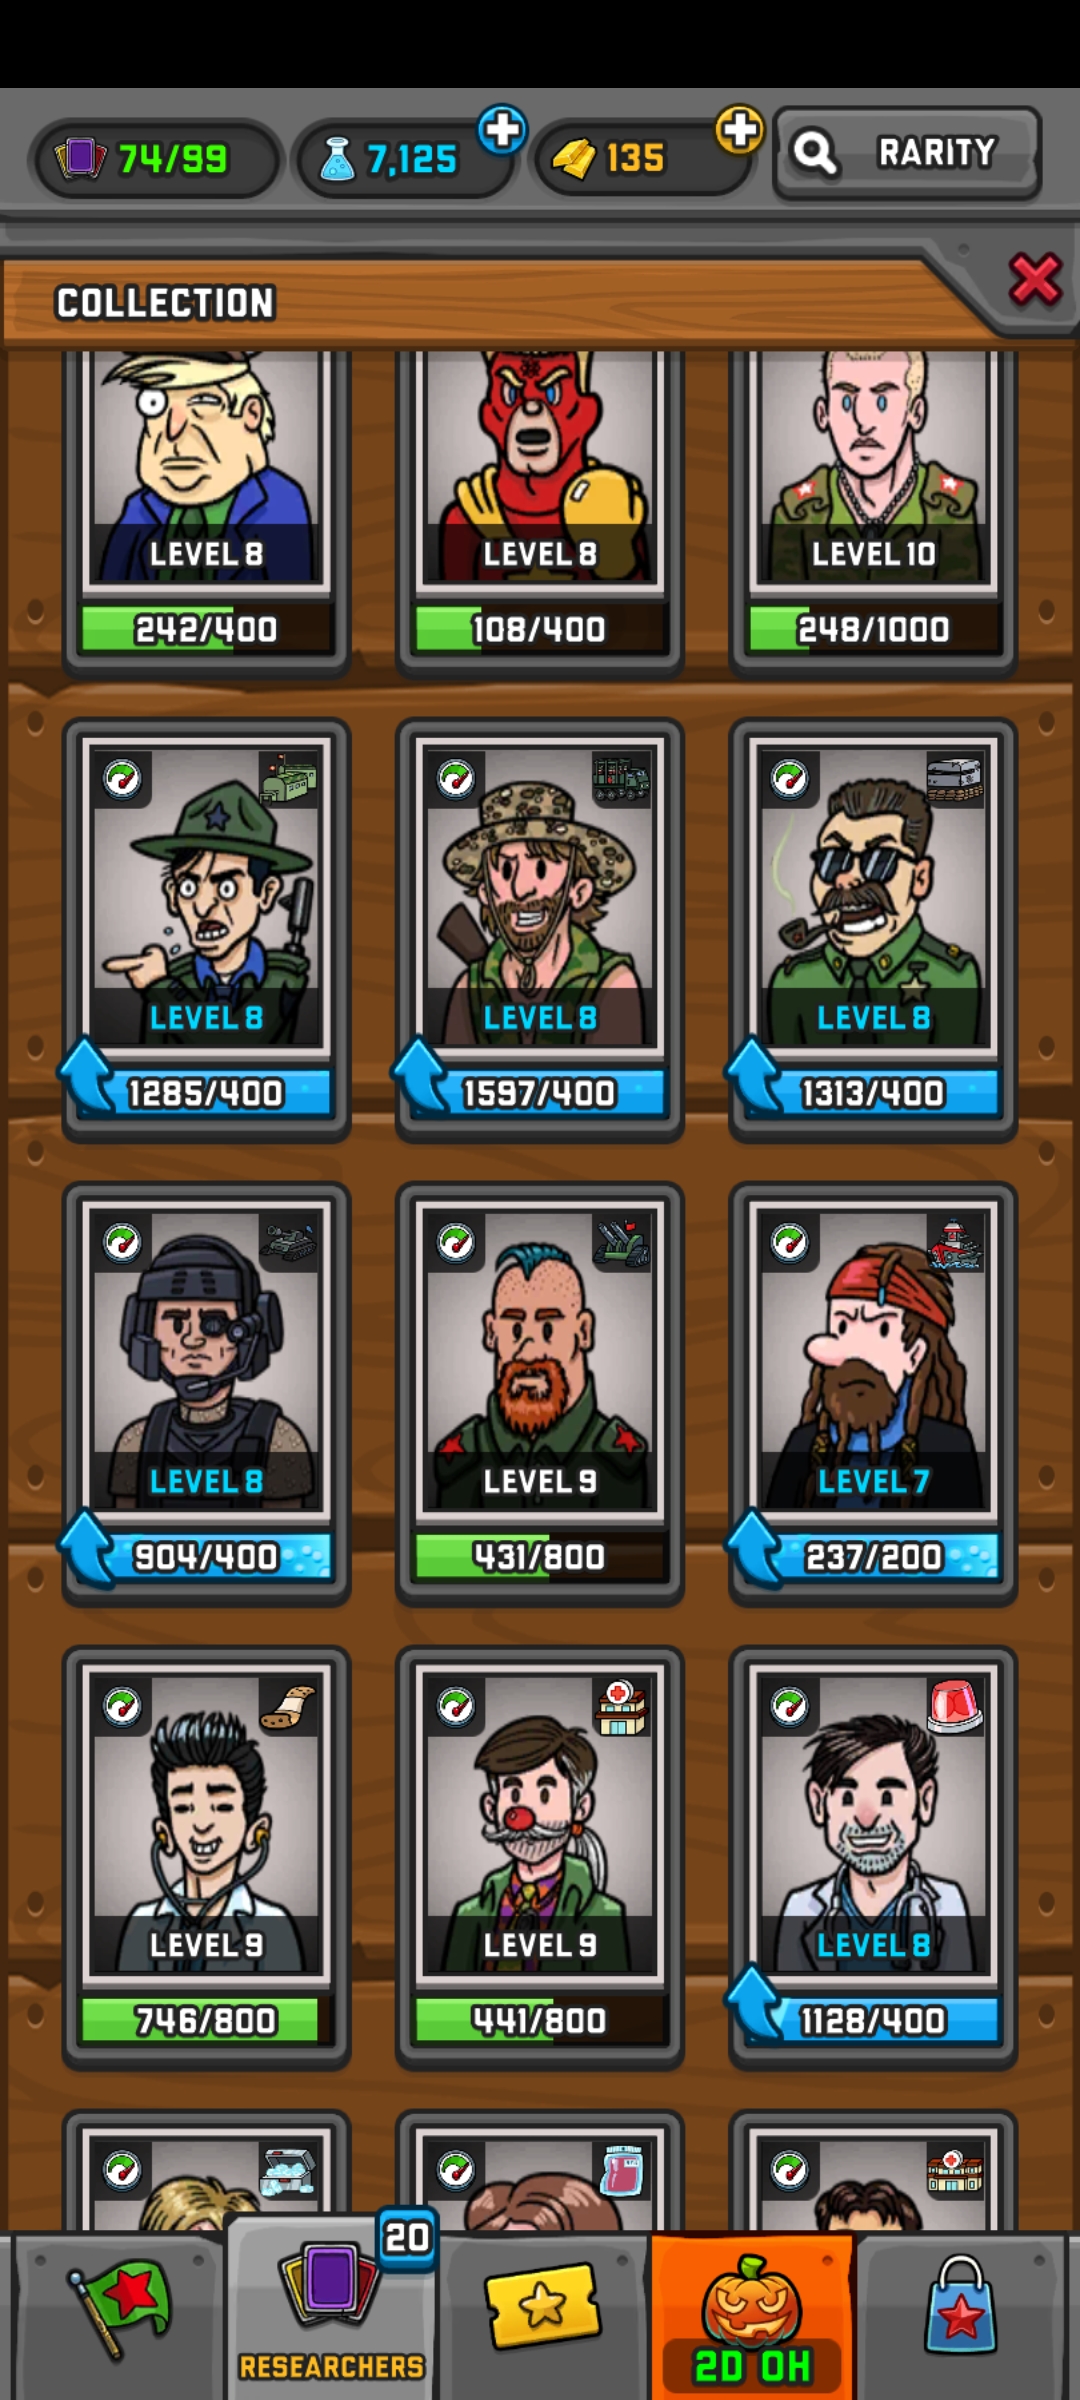 74/99
7,125
135
RARITY
COLLECTION
LEVEL 8
LEVEL 8
LEVEL 10
242/400
108/400
248/1000
LEVEL 8
LEVEL 8
LEVEL 8
1285/400
1597/400
1313/400
LEVEL 8
LEVEL 9
LEVEL 7
904/400
431/800
237/200
LEVEL 9
LEVEL 9
LEVEL 8
746/800
441/800
1128/400
20
RESEARCHERS
2D 0H